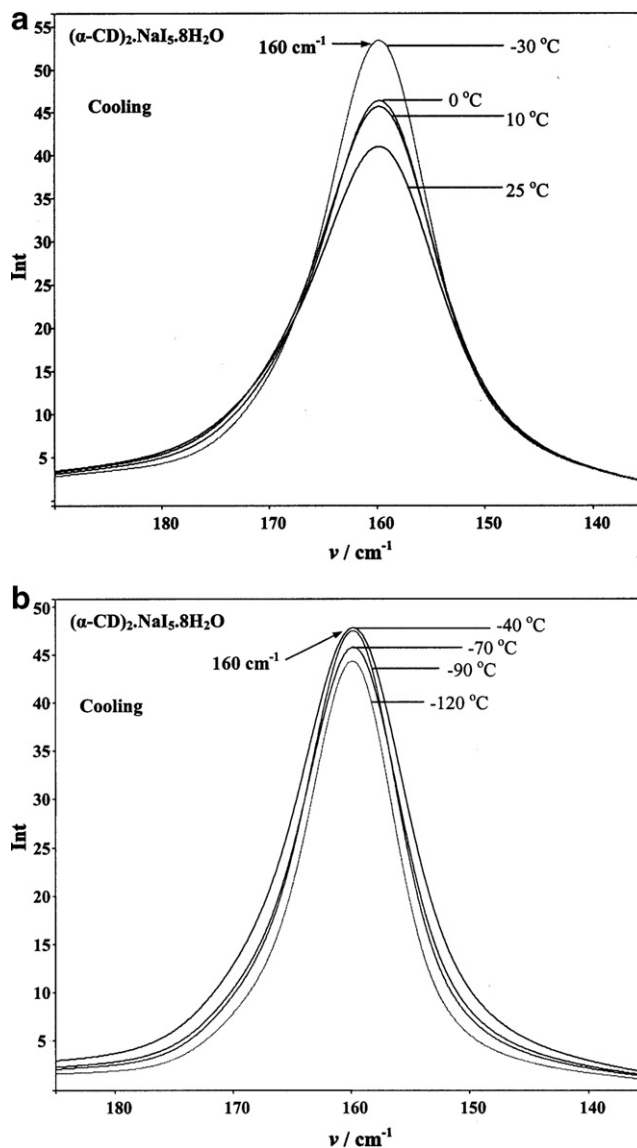 a
(α-CD)₂.NaI₅.8H₂O
160 cm⁻¹
-30 °C
0 °C
10 °C
25 °C
Cooling
Int
55
50
45
40
35
30
25
20
15
10
5
180
170
160
150
140
ν / cm⁻¹
b
(α-CD)₂.NaI₅.8H₂O
160 cm⁻¹
-40 °C
-70 °C
-90 °C
-120 °C
Cooling
Int
50
45
40
35
30
25
20
15
10
5
180
170
160
150
140
ν / cm⁻¹